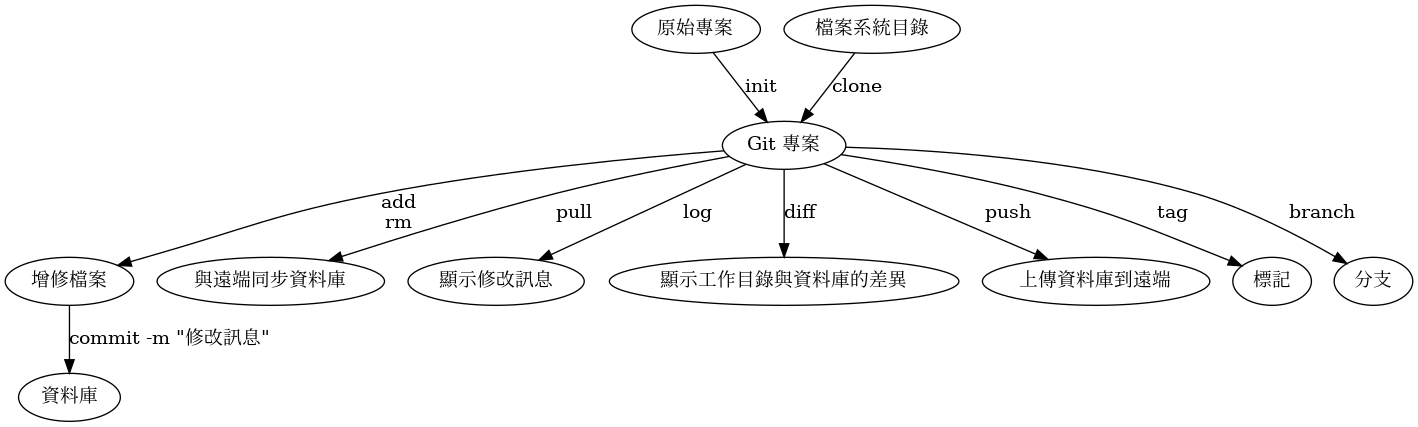 原始專案
檔案系統目錄
init
clone
Git 專案
add
rm
pull
log
diff
push
tag
branch
增修檔案
與遠端同步資料庫
顯示修改訊息
顯示工作目錄與資料庫的差異
上傳資料庫到遠端
標記
分支
commit -m "修改訊息"
資料庫